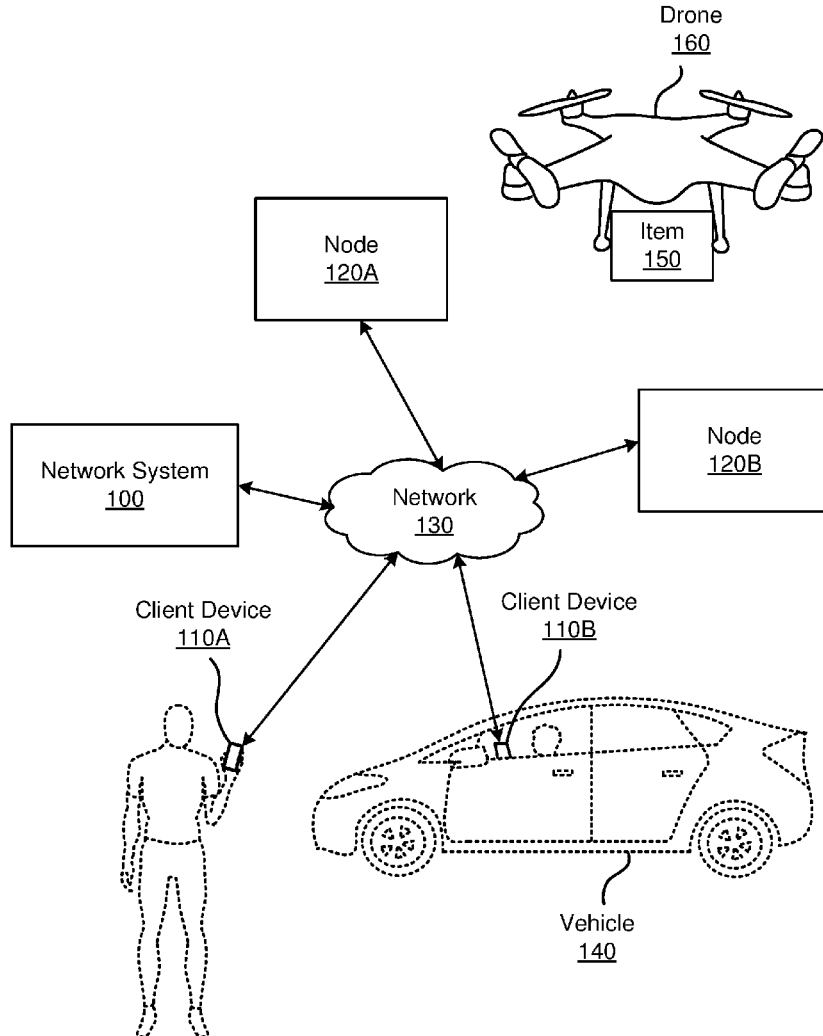 Drone
160
Item
150
Node
120A
Node
120B
Network System
100
Network
130
Client Device
110A
Client Device
110B
Vehicle
140